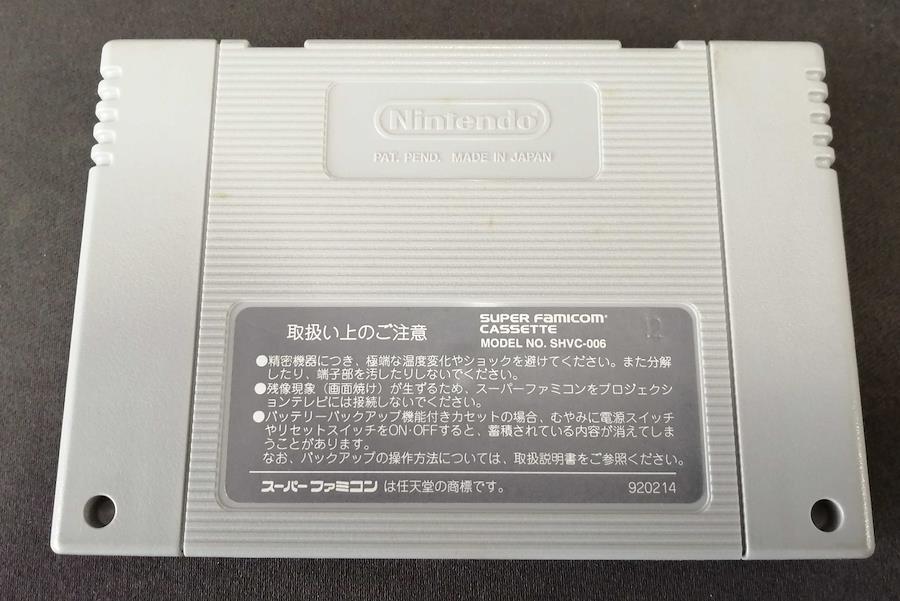 Nintendo
PAT. PEND. MADE IN JAPAN
取扱い上のご注意
SUPER FAMICOM
CASSETTE
MODEL NO. SHVC-006
12
●精密機器につき、極端な温度変化やショックを避けてください。また分解
したり、端子部を汚したりしないでください。
●残像現象（画面焼け）が生ずるため、スーパーファミコンをプロジェクシ
ョンテレビには接続しないでください。
●バッテリーバックアップ機能付きカセットの場合、むやみに電源スイッチ
やリセットスイッチをON·OFFすると、蓄積されている内容が消えてしま
うことがあります。
なお、バックアップの操作方法については、取扱説明書をご参照ください。
スーパーファミコン は任天堂の商標です。
920214